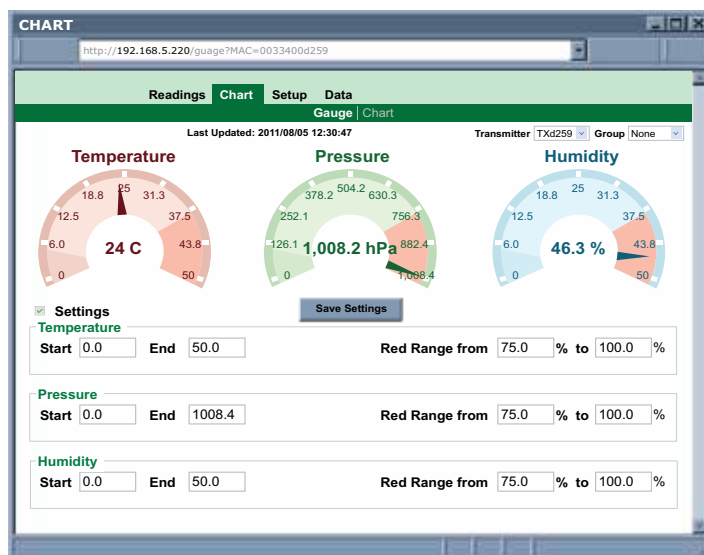 CHART
http://192.168.5.220/guage?MAC=0033400d259
Readings Chart Setup Data
Gauge | Chart
Last Updated: 2011/08/05 12:30:47 Transmitter TXd259 Group None
Temperature Pressure Humidity
0 6.0 12.5 18.8 25 31.3 37.5 43.8 50
24 C
0 126.1 252.1 378.2 504.2 630.3 756.3 882.4 1,008.4
1,008.2 hPa
0 6.0 12.5 18.8 25 31.3 37.5 43.8 50
46.3 %
Settings Save Settings
Temperature
Start 0.0 End 50.0 Red Range from 75.0 % to 100.0 %
Pressure
Start 0.0 End 1008.4 Red Range from 75.0 % to 100.0 %
Humidity
Start 0.0 End 50.0 Red Range from 75.0 % to 100.0 %